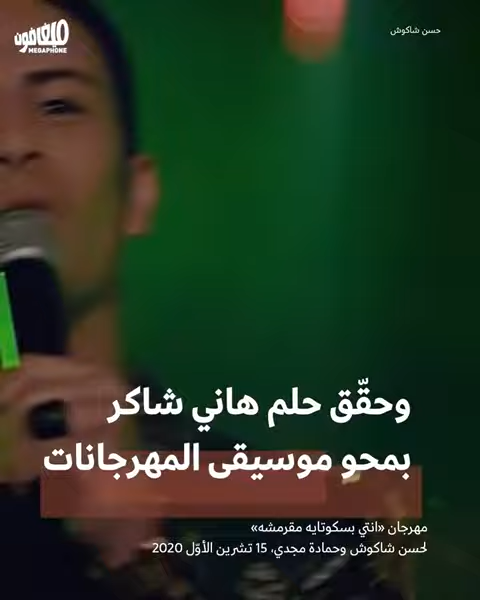 ميغافون
MEGAPHONE
حسن شاكوش
وحقّق حلم هاني شاكر
بمحو موسيقى المهرجانات
مهرجان «انتي بسكوتايه مقرمشه»
لحسن شاكوش وحمادة مجدي، 15 تشرين الأوّل 2020